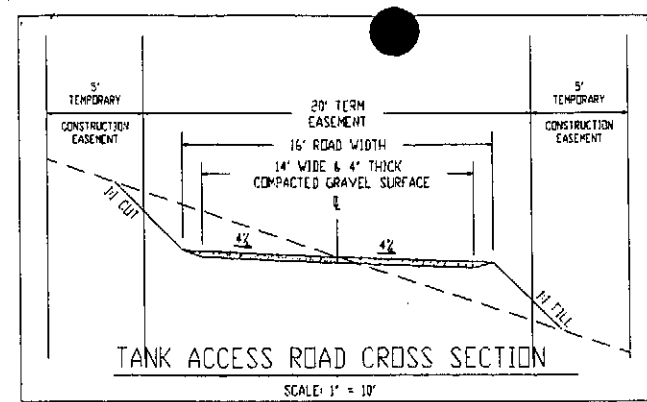 5' TEMPORARY
CONSTRUCTION EASEMENT
20' TERM EASEMENT
5' TEMPORARY
CONSTRUCTION EASEMENT
16' ROAD WIDTH
14' WIDE & 4" THICK
COMPACTED GRAVEL SURFACE
℄
1:1 CUT
4%
4%
1:1 FILL
TANK ACCESS ROAD CROSS SECTION
SCALE: 1" = 10'